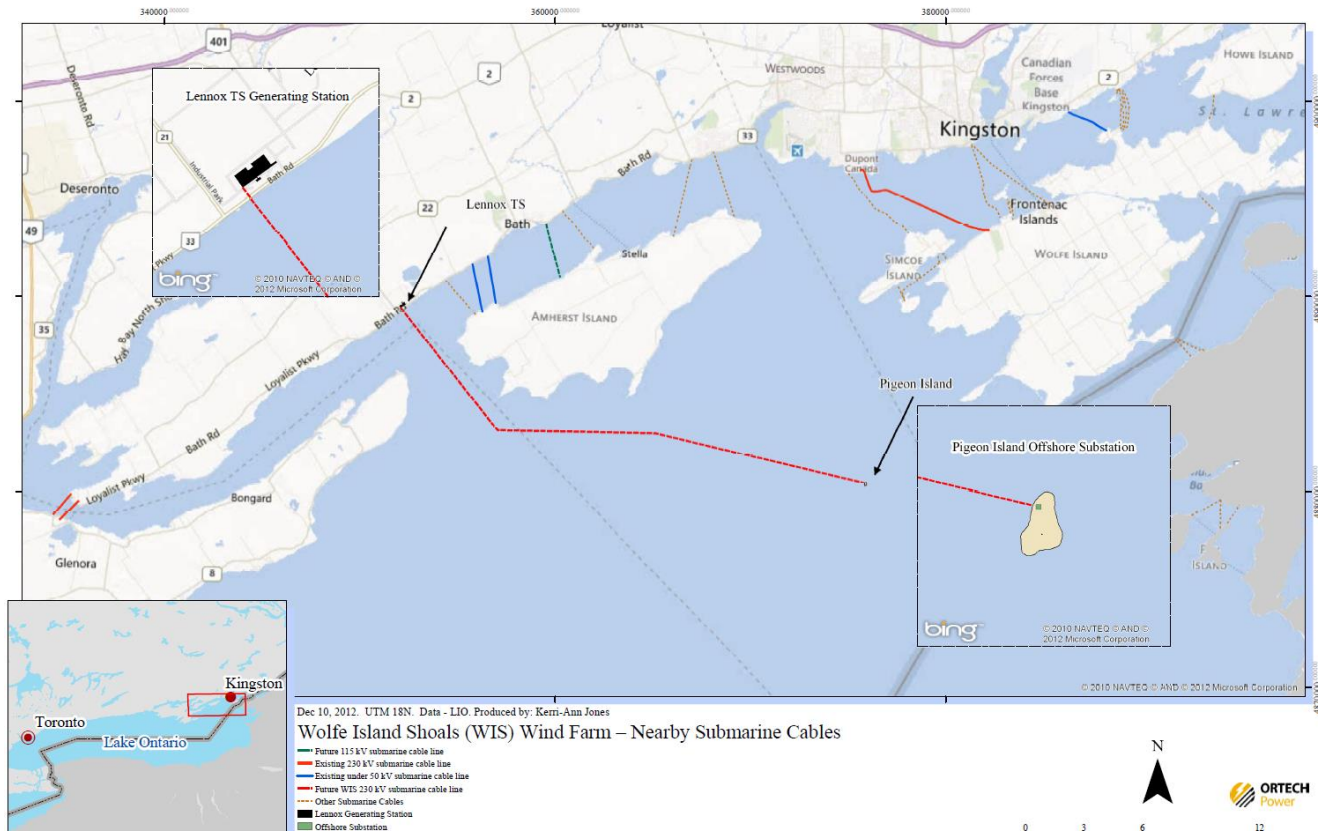 340000
360000
380000
Loyalist
401
HOWE ISLAND
2
WESTWOODS
Canadian
Forces
Base
Kingston
2
Deseronto Rd
Lennox TS Generating Station
2
Kingston
33
21
Industrial Park
Bath Rd
Bath Rd
Dupont
Canada
Deseronto
Lennox TS
22
Frontenac
Islands
49
Bath
33
Stella
SIMCOE
ISLAND
WOLFE ISLAND
bing
© 2010 NAVTEQ © AND ©
2012 Microsoft Corporation
35
Bay North Sho
AMHERST ISLAND
Loyalist Pkwy
Pigeon Island
Bath Rd
Pigeon Island Offshore Substation
Loyalist Pkwy
Bongard
Glenora
ISLAND
8
bing
© 2010 NAVTEQ © AND ©
2012 Microsoft Corporation
© 2010 NAVTEQ © AND © 2012 Microsoft Corporation
Kingston
Toronto
Lake Ontario
Dec 10, 2012. UTM 18N. Data - LIO. Produced by: Kerri-Ann Jones
Wolfe Island Shoals (WIS) Wind Farm – Nearby Submarine Cables
Future 115 kV submarine cable line
Existing 230 kV submarine cable line
Existing under 50 kV submarine cable line
Future WIS 230 kV submarine cable line
Other Submarine Cables
Lennox Generating Station
Offshore Substation
N
ORTECH
Power
0 3 6 12